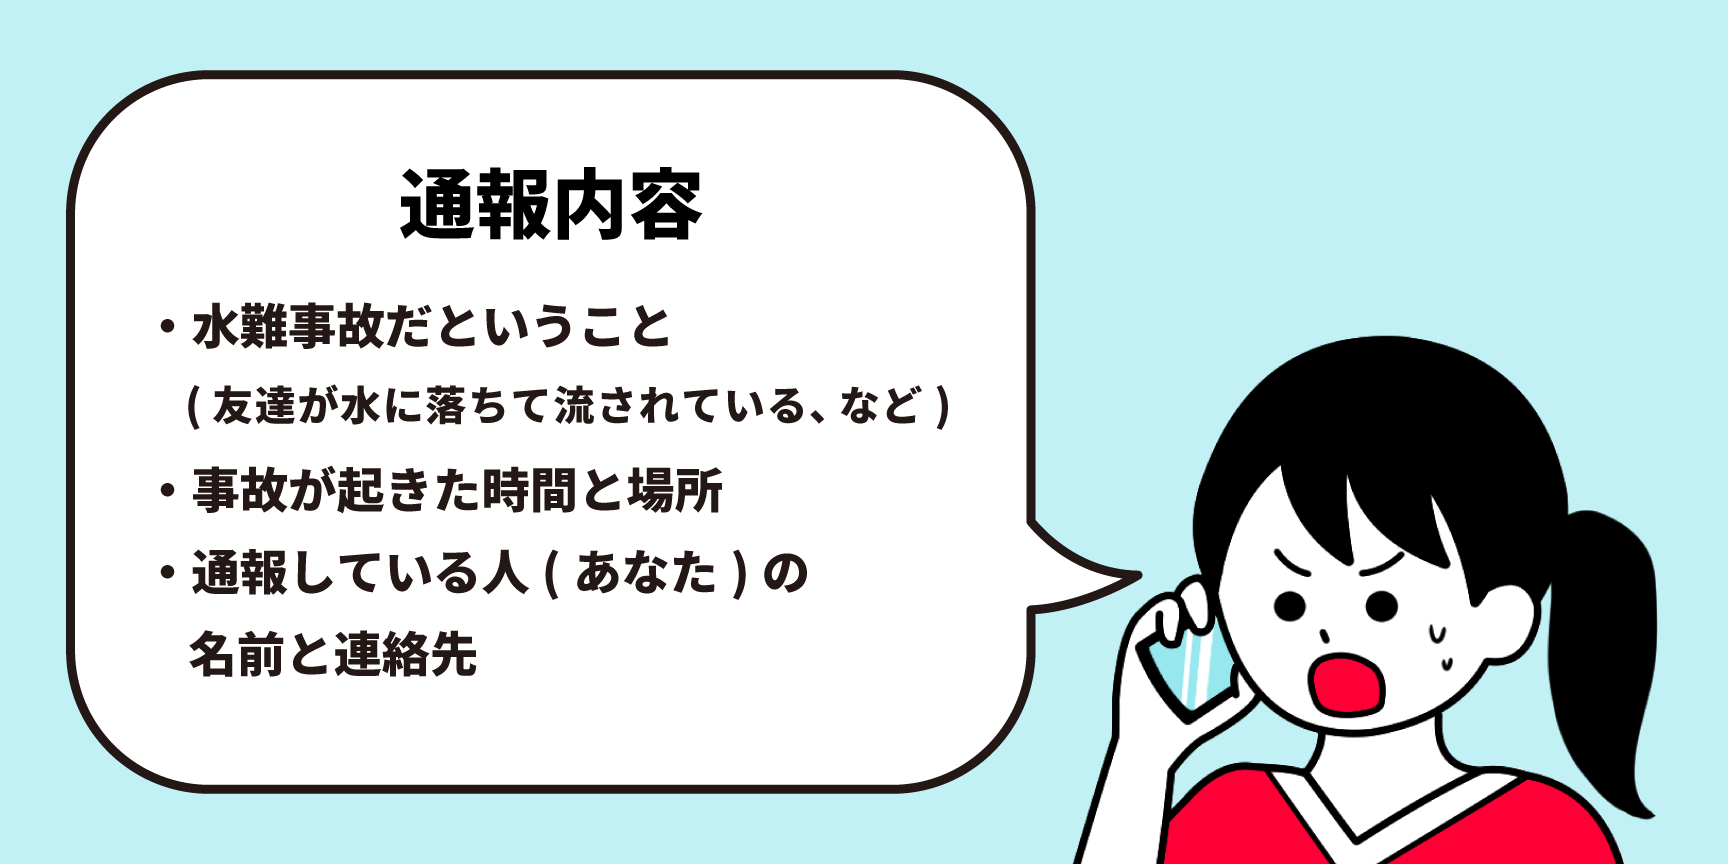 通報内容
・水難事故だということ
(友達が水に落ちて流されている、など)
・事故が起きた時間と場所
・通報している人(あなた)の
名前と連絡先